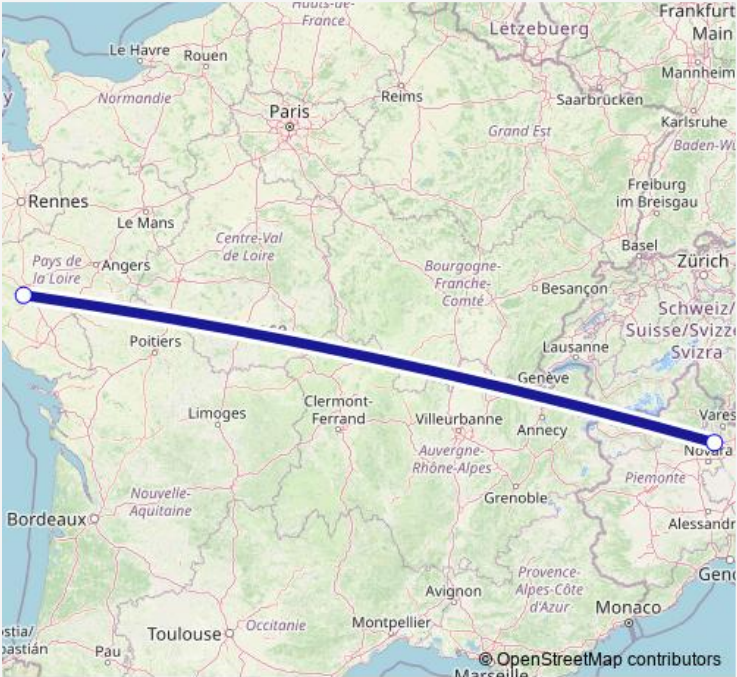 Hauts-de-
France
Frankfurt
Main
Lëtzebuerg
Le Havre
Rouen
Mannheim
Reims
Saarbrücken
Normandie
Paris
Karlsruhe
Grand Est
Baden-Wü
Freiburg
im Breisgau
Rennes
Le Mans
Centre-Val
de Loire
Basel
Pays de
la Loire
Angers
Zürich
Bourgogne-
Franche-
Comté
Besançon
Schweiz/
Suisse/Svizze
Svizra
Poitiers
Lausanne
Genève
Clermont-
Ferrand
Limoges
Villeurbanne
Annecy
Vares
Novara
Auvergne-
Rhône-Alpes
Piemonte
Nouvelle-
Aquitaine
Grenoble
Bordeaux
Alessandr
Geno
Provence-
Alpes-Côte
d'Azur
Avignon
Monaco
Montpellier
Occitanie
Toulouse
ostia/
bastián
Pau
Marseille
© OpenStreetMap contributors